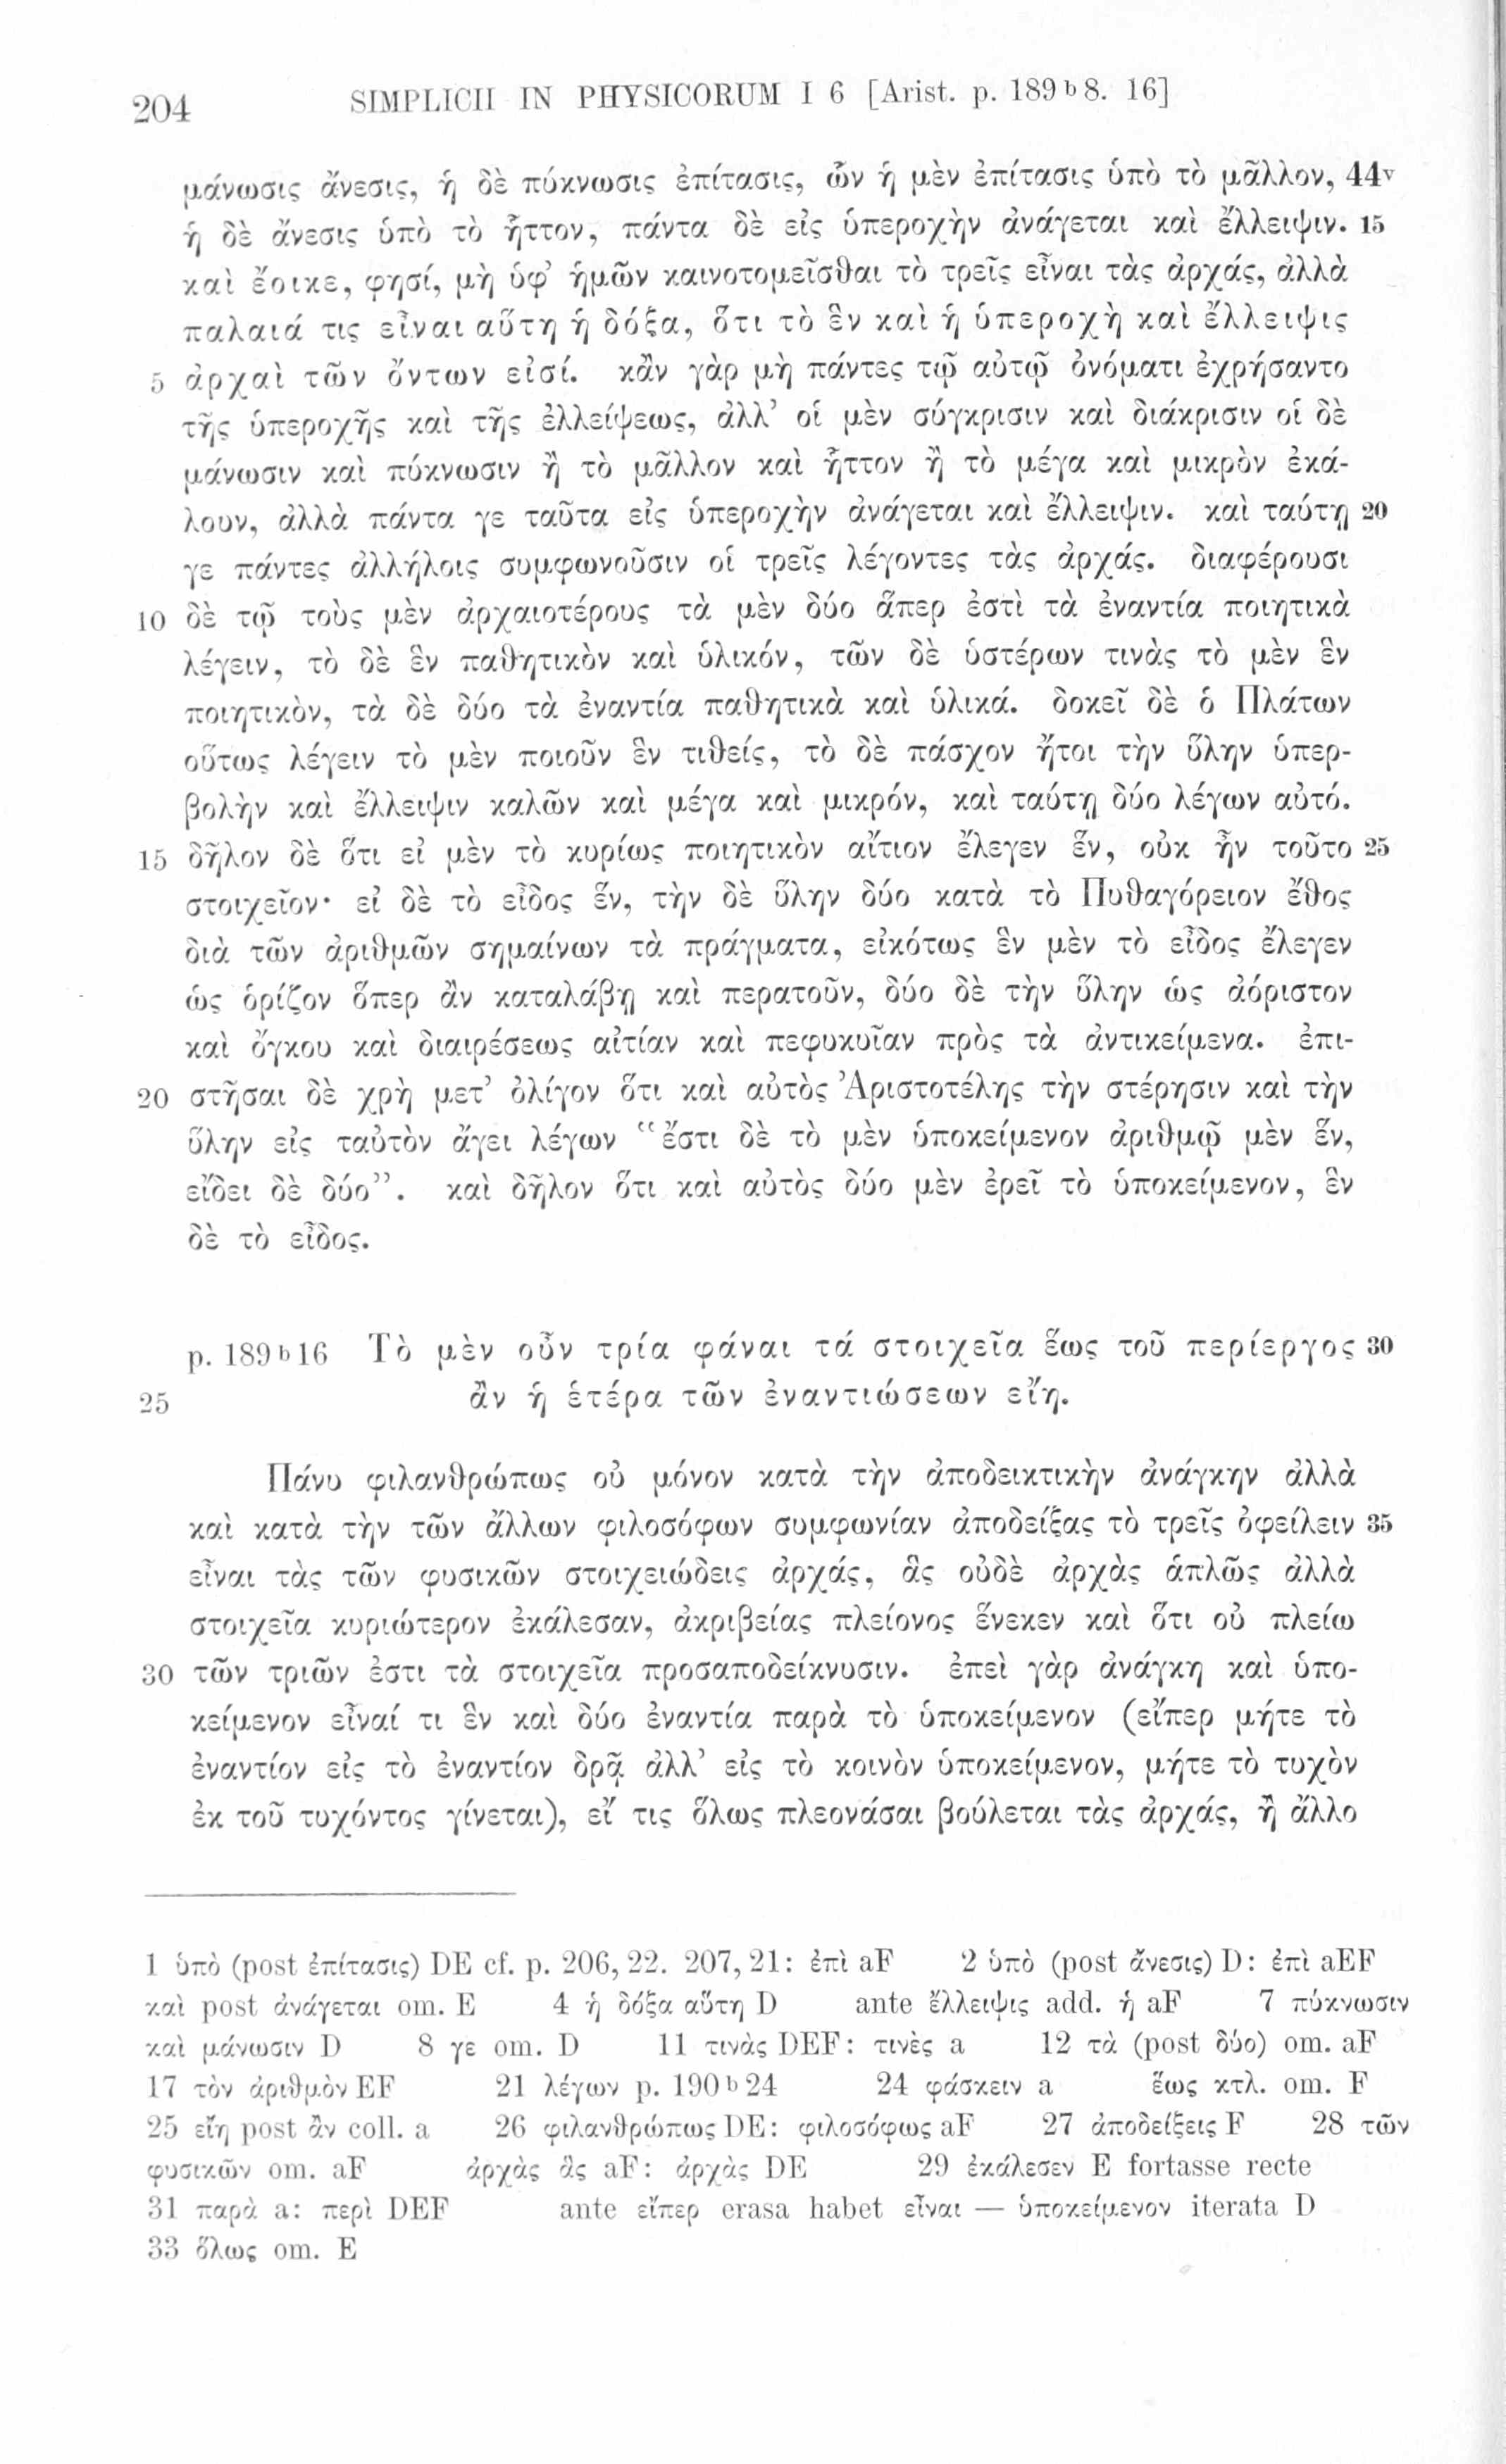 204 SIMPLICII IN PHYSICORUM I 6 [Arist. p. 189 b 8. 16]
μάνωσις ἄνεσις, ἡ δὲ πύκνωσις ἐπίτασις, ὧν ἡ μὲν ἐπίτασις ὑπὸ τὸ μᾶλλον, 44v
ἡ δὲ ἄνεσις ὑπὸ τὸ ἧττον, πάντα δὲ εἰς ὑπεροχὴν ἀνάγεται καὶ ἔλλειψιν. 15
καὶ ἔοικε, φησί, μὴ ὑφ’ ἡμῶν καινοτομεῖσθαι τὸ τρεῖς εἶναι τὰς ἀρχάς, ἀλλὰ
παλαιά τις εἶναι αὕτη ἡ δόξα, ὅτι τὸ ἓν καὶ ἡ ὑπεροχὴ καὶ ἔλλειψις
5 ἀρχαὶ τῶν ὄντων εἰσί. κἂν γὰρ μὴ πάντες τῷ αὐτῷ ὀνόματι ἐχρήσαντο
τῆς ὑπεροχῆς καὶ τῆς ἐλλείψεως, ἀλλ’ οἱ μὲν σύγκρισιν καὶ διάκρισιν οἱ δὲ
μάνωσιν καὶ πύκνωσιν ἢ τὸ μᾶλλον καὶ ἧττον ἢ τὸ μέγα καὶ μικρὸν ἐκά-
λουν, ἀλλὰ πάντα γε ταῦτα εἰς ὑπεροχὴν ἀνάγεται καὶ ἔλλειψιν. καὶ ταύτῃ 20
γε πάντες ἀλλήλοις συμφωνοῦσιν οἱ τρεῖς λέγοντες τὰς ἀρχάς. διαφέρουσι
10 δὲ τῷ τοὺς μὲν ἀρχαιοτέρους τὰ μὲν δύο ἅπερ ἐστὶ τὰ ἐναντία ποιητικὰ
λέγειν, τὸ δὲ ἓν παθητικὸν καὶ ὑλικόν, τῶν δὲ ὑστέρων τινὰς τὸ μὲν ἓν
ποιητικὸν, τὰ δὲ δύο τὰ ἐναντία παθητικὰ καὶ ὑλικά. δοκεῖ δὲ ὁ Πλάτων
οὕτως λέγειν τὸ μὲν ποιοῦν ἓν τιθείς, τὸ δὲ πάσχον ἤτοι τὴν ὕλην ὑπερ-
βολὴν καὶ ἔλλειψιν καλῶν καὶ μέγα καὶ μικρόν, καὶ ταύτῃ δύο λέγων αὐτό.
15 δῆλον δὲ ὅτι εἰ μὲν τὸ κυρίως ποιητικὸν αἴτιον ἔλεγεν ἕν, οὐκ ἦν τοῦτο 25
στοιχεῖον· εἰ δὲ τὸ εἶδος ἕν, τὴν δὲ ὕλην δύο κατὰ τὸ Πυθαγόρειον ἔθος
διὰ τῶν ἀριθμῶν σημαίνων τὰ πράγματα, εἰκότως ἓν μὲν τὸ εἶδος ἔλεγεν
ὡς ὁρίζον ὅπερ ἂν καταλάβῃ καὶ περατοῦν, δύο δὲ τὴν ὕλην ὡς ἀόριστον
καὶ ὄγκου καὶ διαιρέσεως αἰτίαν καὶ πεφυκυῖαν πρὸς τὰ ἀντικείμενα. ἐπι-
20 στῆσαι δὲ χρὴ μετ’ ὀλίγον ὅτι καὶ αὐτὸς Ἀριστοτέλης τὴν στέρησιν καὶ τὴν
ὕλην εἰς ταὐτὸν ἄγει λέγων “ἔστι δὲ τὸ μὲν ὑποκείμενον ἀριθμῷ μὲν ἕν,
εἴδει δὲ δύο”. καὶ δῆλον ὅτι καὶ αὐτὸς δύο μὲν ἐρεῖ τὸ ὑποκείμενον, ἓν
δὲ τὸ εἶδος.
p. 189 b 16 Τὸ μὲν οὖν τρία φάναι τά στοιχεῖα ἕως τοῦ περίεργος 30
25 ἂν ἡ ἑτέρα τῶν ἐναντιώσεων εἴη.
Πάνυ φιλανθρώπως οὐ μόνον κατὰ τὴν ἀποδεικτικὴν ἀνάγκην ἀλλὰ
καὶ κατὰ τὴν τῶν ἄλλων φιλοσόφων συμφωνίαν ἀποδείξας τὸ τρεῖς ὀφείλειν 35
εἶναι τὰς τῶν φυσικῶν στοιχειώδεις ἀρχάς, ἃς οὐδὲ ἀρχὰς ἁπλῶς ἀλλὰ
στοιχεῖα κυριώτερον ἐκάλεσαν, ἀκριβείας πλείονος ἕνεκεν καὶ ὅτι οὐ πλείω
30 τῶν τριῶν ἐστι τὰ στοιχεῖα προσαποδείκνυσιν. ἐπεὶ γὰρ ἀνάγκη καὶ ὑπο-
κείμενον εἶναί τι ἓν καὶ δύο ἐναντία παρὰ τὸ ὑποκείμενον (εἴπερ μήτε τὸ
ἐναντίον εἰς τὸ ἐναντίον δρᾷ ἀλλ’ εἰς τὸ κοινὸν ὑποκείμενον, μήτε τὸ τυχὸν
ἐκ τοῦ τυχόντος γίνεται), εἴ τις ὅλως πλεονάσαι βούλεται τὰς ἀρχάς, ἢ ἄλλο
1 ὑπὸ (post ἐπίτασις) DE cf. p. 206, 22. 207, 21: ἐπὶ aF 2 ὑπὸ (post ἄνεσις) D: ἐπὶ aEF
καὶ post ἀνάγεται om. E 4 ἡ δόξα αὕτη D ante ἔλλειψις add. ἡ aF 7 πύκνωσιν
καὶ μάνωσιν D 8 γε om. D 11 τινὰς DEF: τινὲς a 12 τὰ (post δύο) om. aF
17 τὸν ἀριθμὸν EF 21 λέγων p. 190 b 24 24 φάσκειν a ἕως κτλ. om. F
25 εἴη post ἂν coll. a 26 φιλανθρώπως DE: φιλοσόφως aF 27 ἀποδείξεις F 28 τῶν
φυσικῶν om. aF ἀρχὰς ἃς aF: ἀρχὰς DE 29 ἐκάλεσεν E fortasse recte
31 παρὰ a: περὶ DEF ante εἴπερ erasa habet εἶναι — ὑποκείμενον iterata D
33 ὅλως om. E